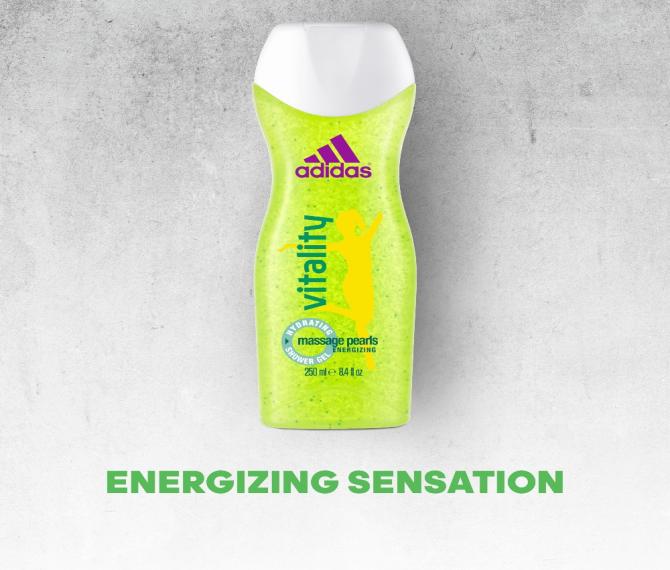 adidas
vitality
HYDRATING
SHOWER GEL
massage pearls
ENERGIZING
250 ml ℮ 8.4 fl oz
ENERGIZING SENSATION